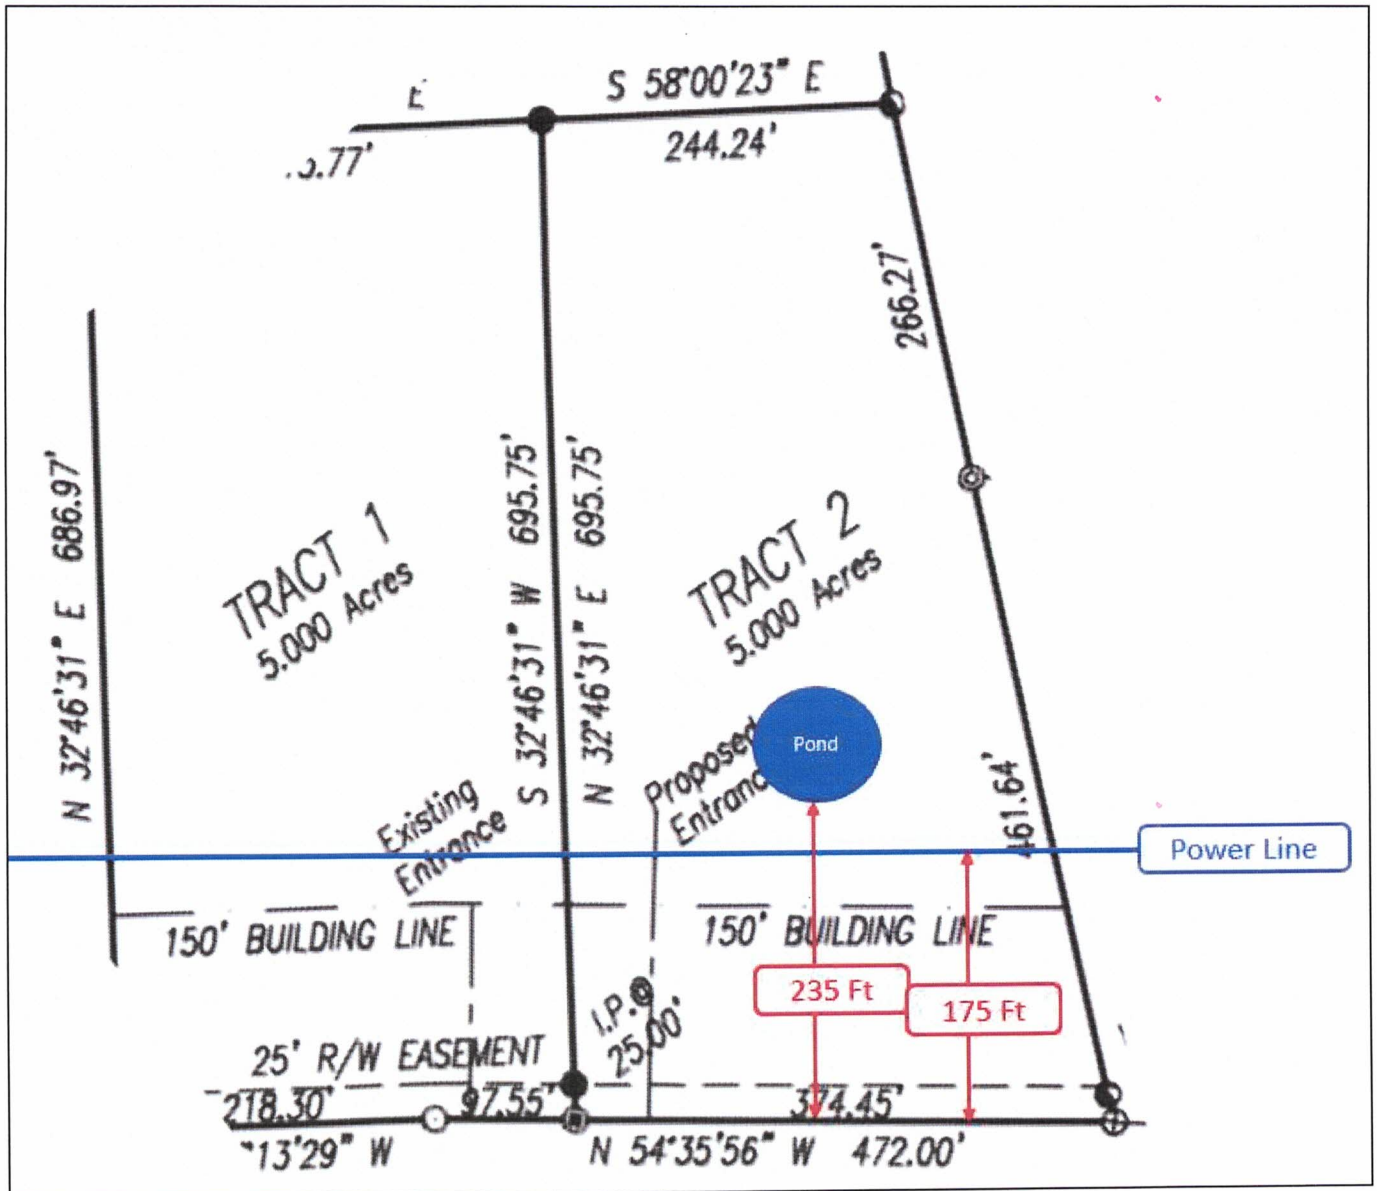 E
S 58°00'23" E
.77'
244.24'
266.27'
N 32°46'31" E 686.97'
S 32°46'31" W 695.75'
N 32°46'31" E 695.75'
TRACT 1
5.000 Acres
TRACT 2
5.000 Acres
Pond
Proposed
Entranc
461.64'
Existing
Entrance
Power Line
150' BUILDING LINE
150' BUILDING LINE
235 Ft
175 Ft
I.P.@
25.00'
25' R/W EASEMENT
218.30'
97.55'
374.45'
°13'29" W
N 54°35'56" W 472.00'